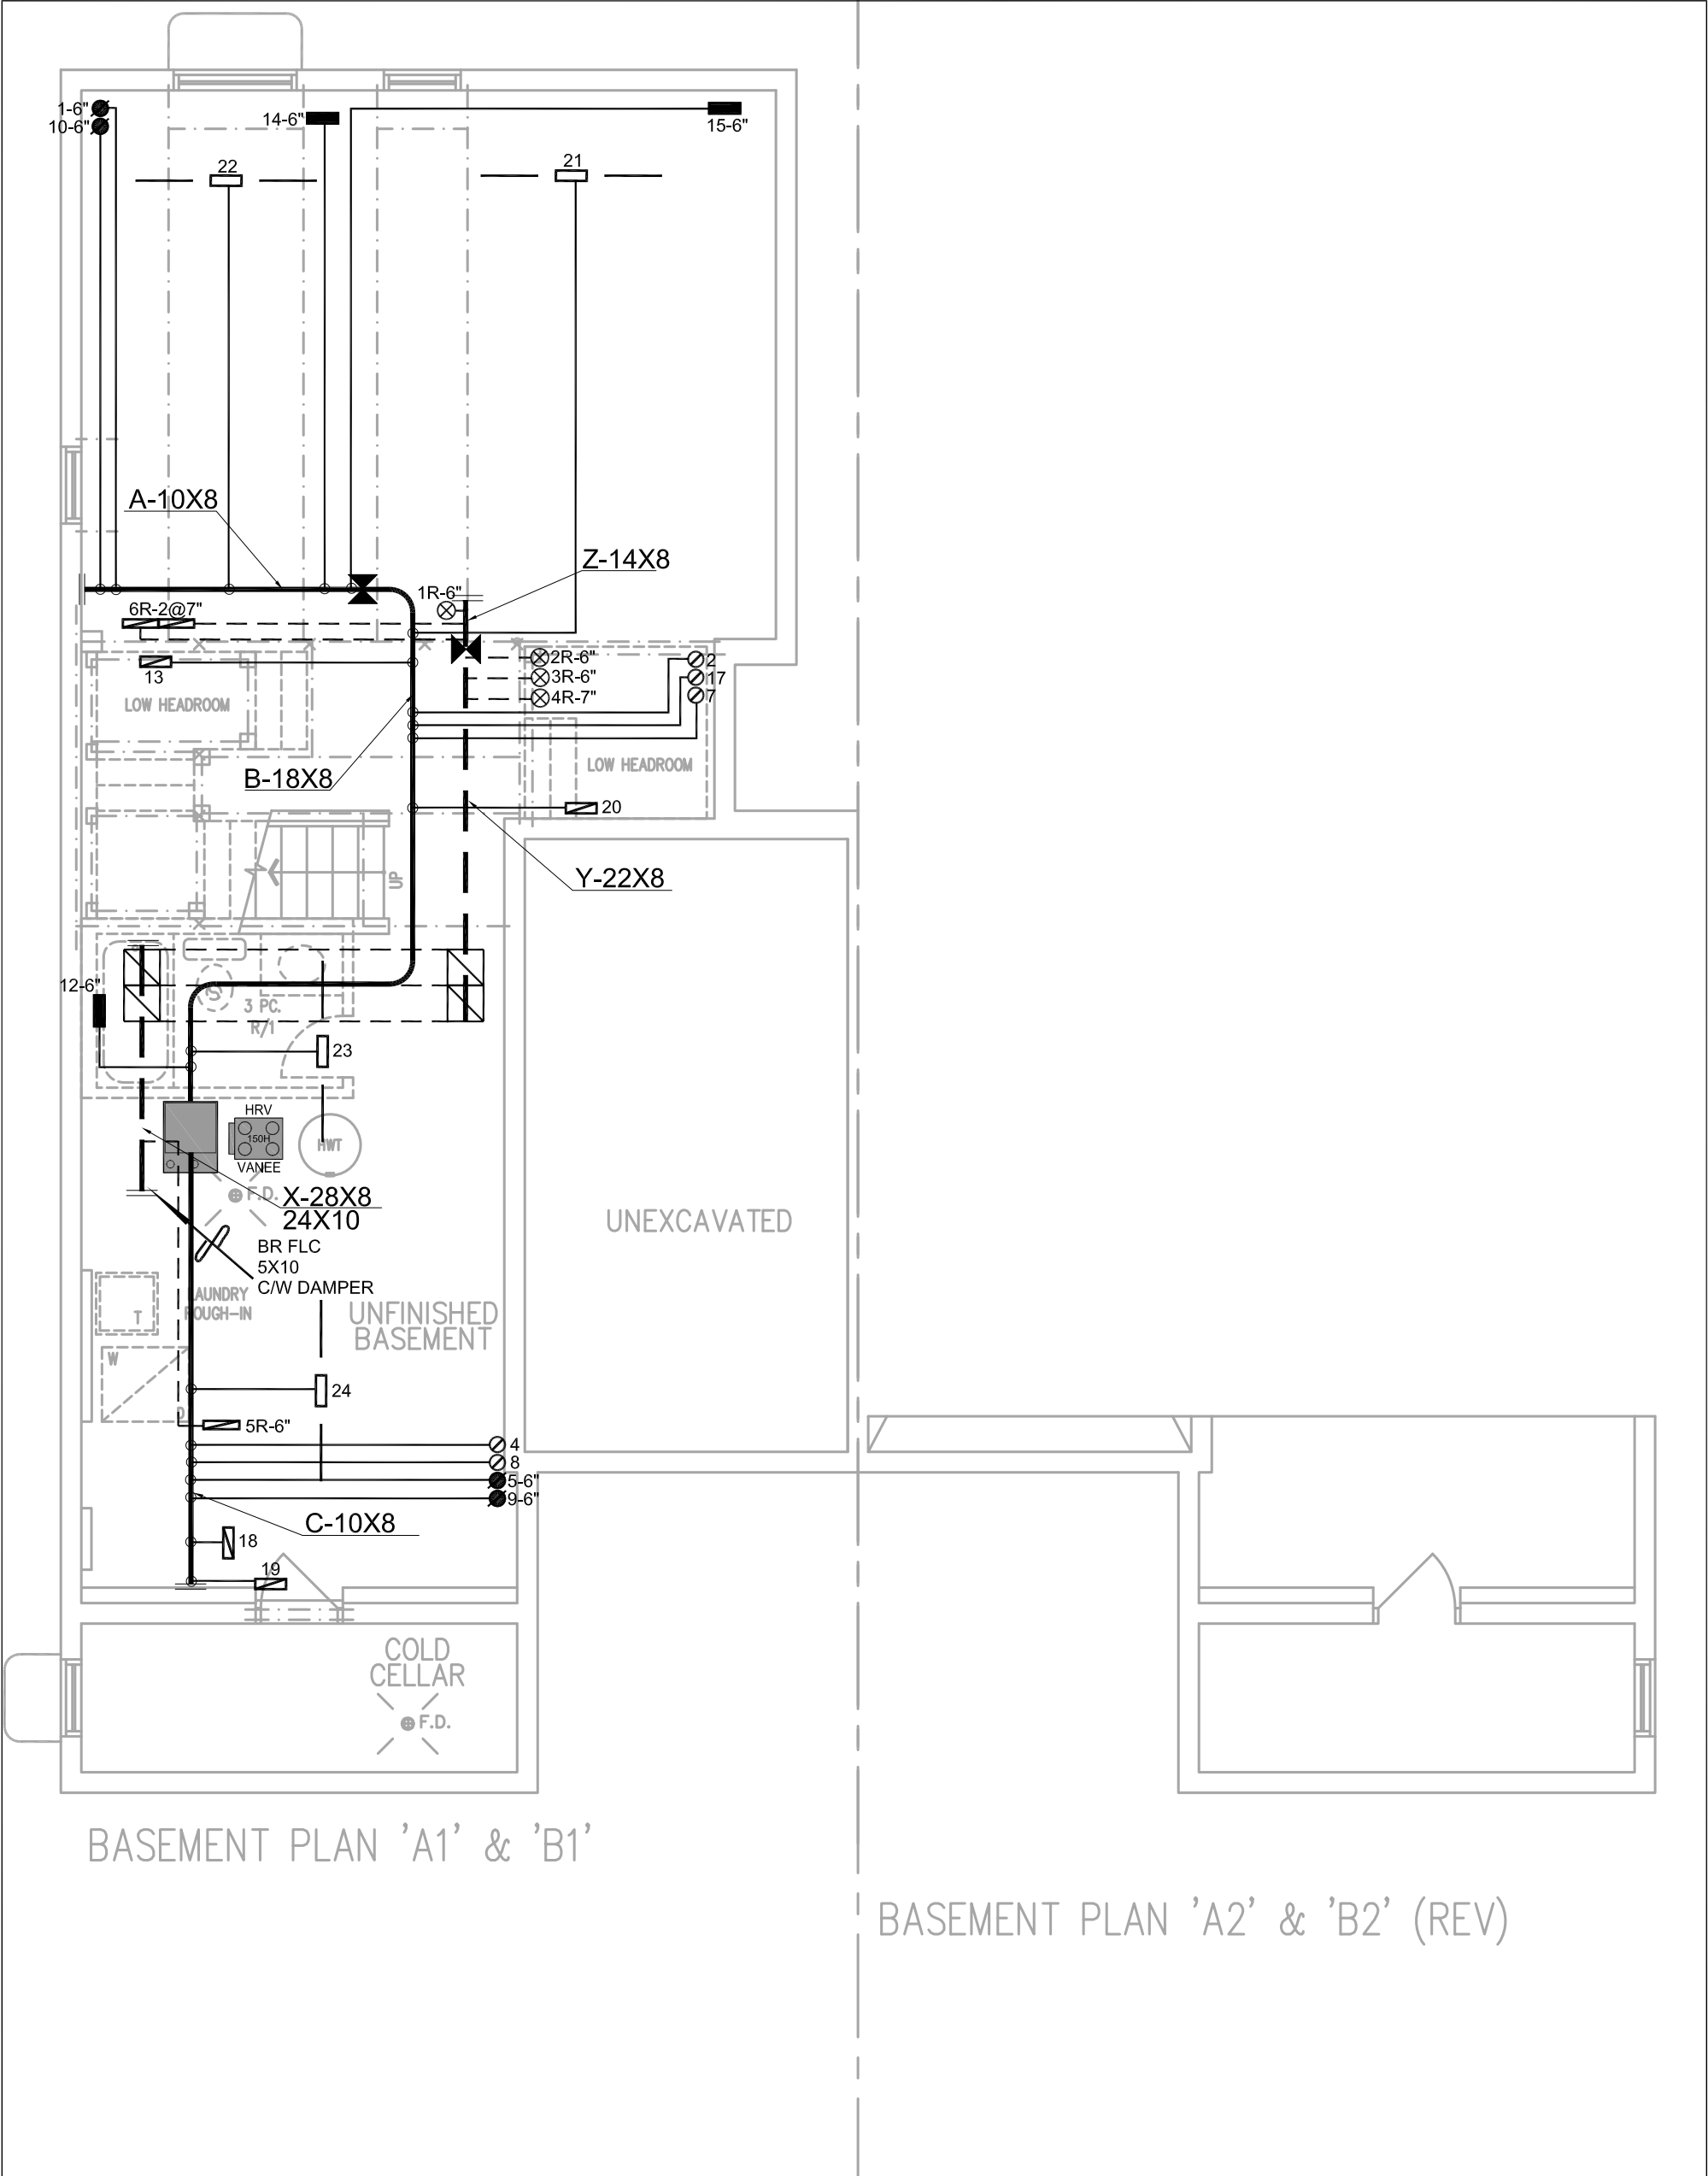 1-6"
10-6"
14-6"
15-6"
22
21
A-10X8
Z-14X8
1R-6"
6R-2@7"
13
2R-6"
3R-6"
4R-7"
2
17
7
LOW HEADROOM
LOW HEADROOM
B-18X8
20
UP
Y-22X8
12-6"
S
3 PC.
R/1
23
HRV
150H
VANEE
HWT
F.D.
X-28X8
24X10
UNEXCAVATED
BR FLC
5X10
C/W DAMPER
LAUNDRY
ROUGH-IN
T
UNFINISHED
BASEMENT
W
D
24
5R-6"
4
8
5-6"
9-6"
C-10X8
18
19
COLD
CELLAR
F.D.
BASEMENT PLAN 'A1' & 'B1'
BASEMENT PLAN 'A2' & 'B2' (REV)